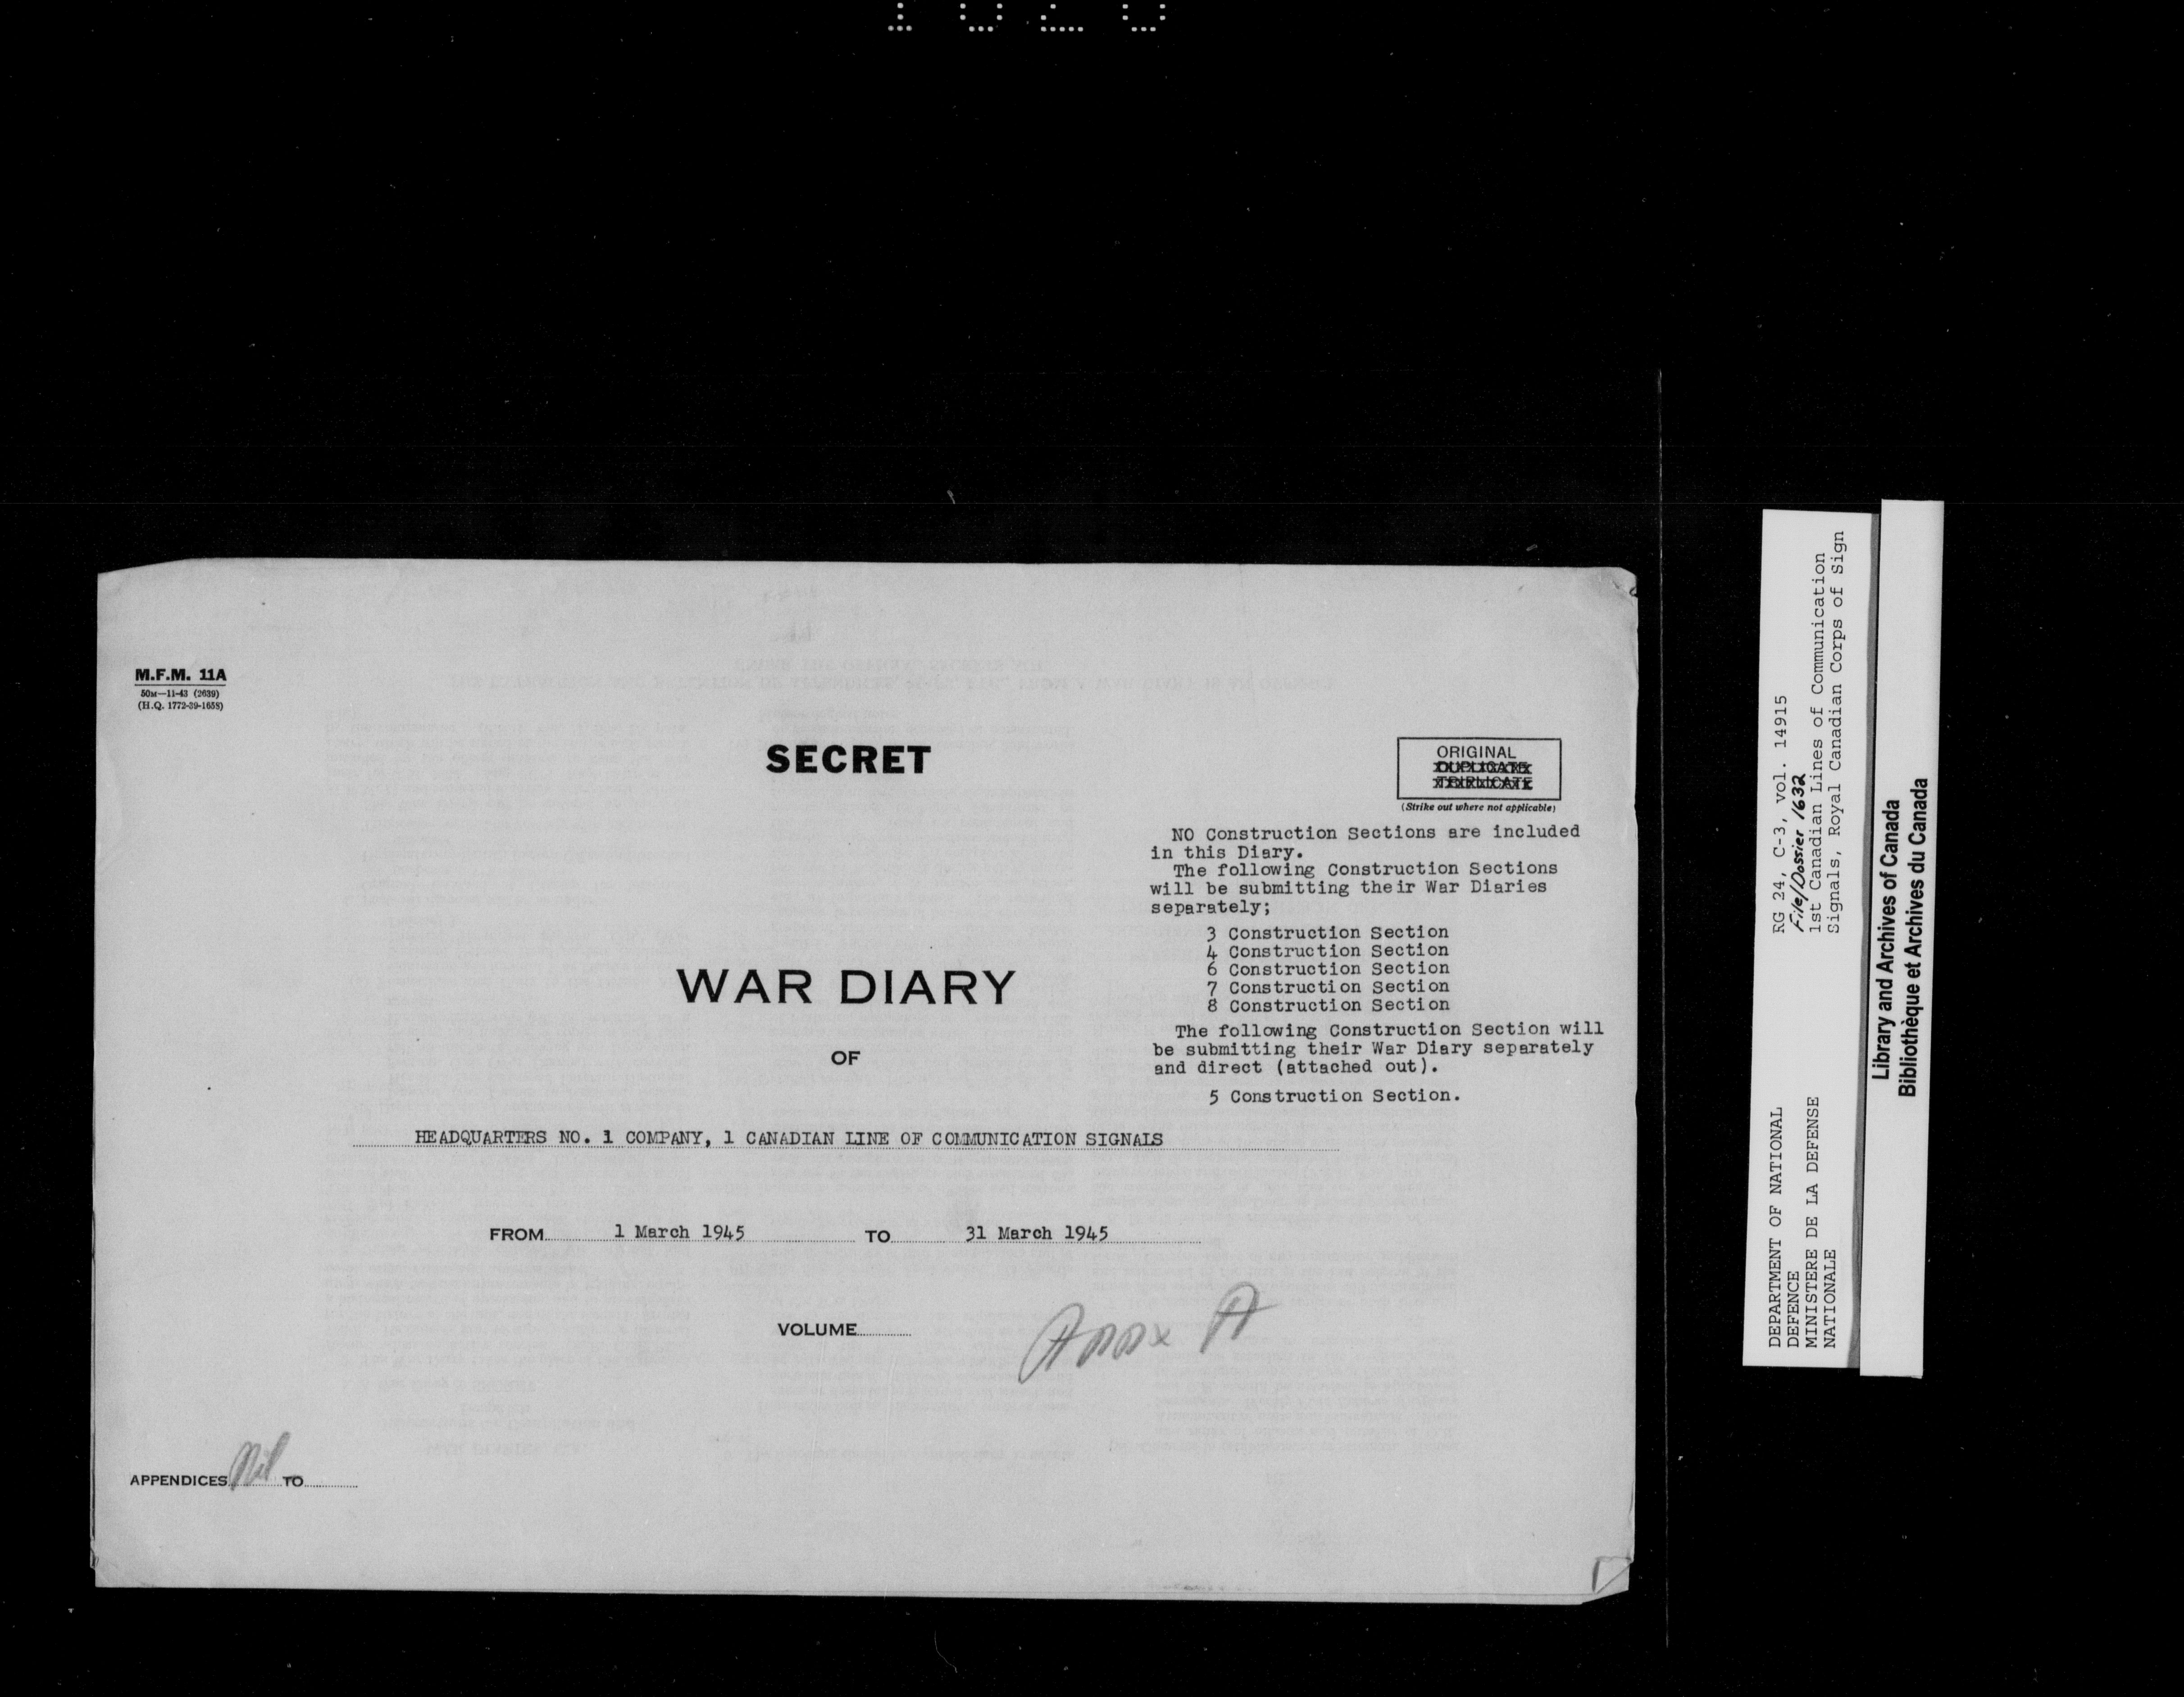 M.F.M. 11A
50M—11-43 (2639)
(H.Q. 1772-39-1658)
SECRET
ORIGINAL
DUPLICATE
TRIPLICATE
(Strike out where not applicable)
NO Construction Sections are included
in this Diary.
The following Construction Sections
will be submitting their War Diaries
separately;
3 Construction Section
4 Construction Section
6 Construction Section
7 Construction Section
8 Construction Section
The following Construction Section will
be submitting their War Diary separately
and direct (attached out).
5 Construction Section.
WAR DIARY
OF
HEADQUARTERS NO. 1 COMPANY, 1 CANADIAN LINE OF COMMUNICATION SIGNALS
FROM 1 March 1945 TO 31 March 1945
VOLUME
A
APPENDICES Nil TO
RG 24, C-3, vol. 14915
File/Dossier 1632
1st Canadian Lines of Communication
Signals, Royal Canadian Corps of Sign
DEPARTMENT OF NATIONAL
DEFENCE
MINISTERE DE LA DEFENSE
NATIONALE
Library and Archives of Canada
Bibliothèque et Archives du Canada